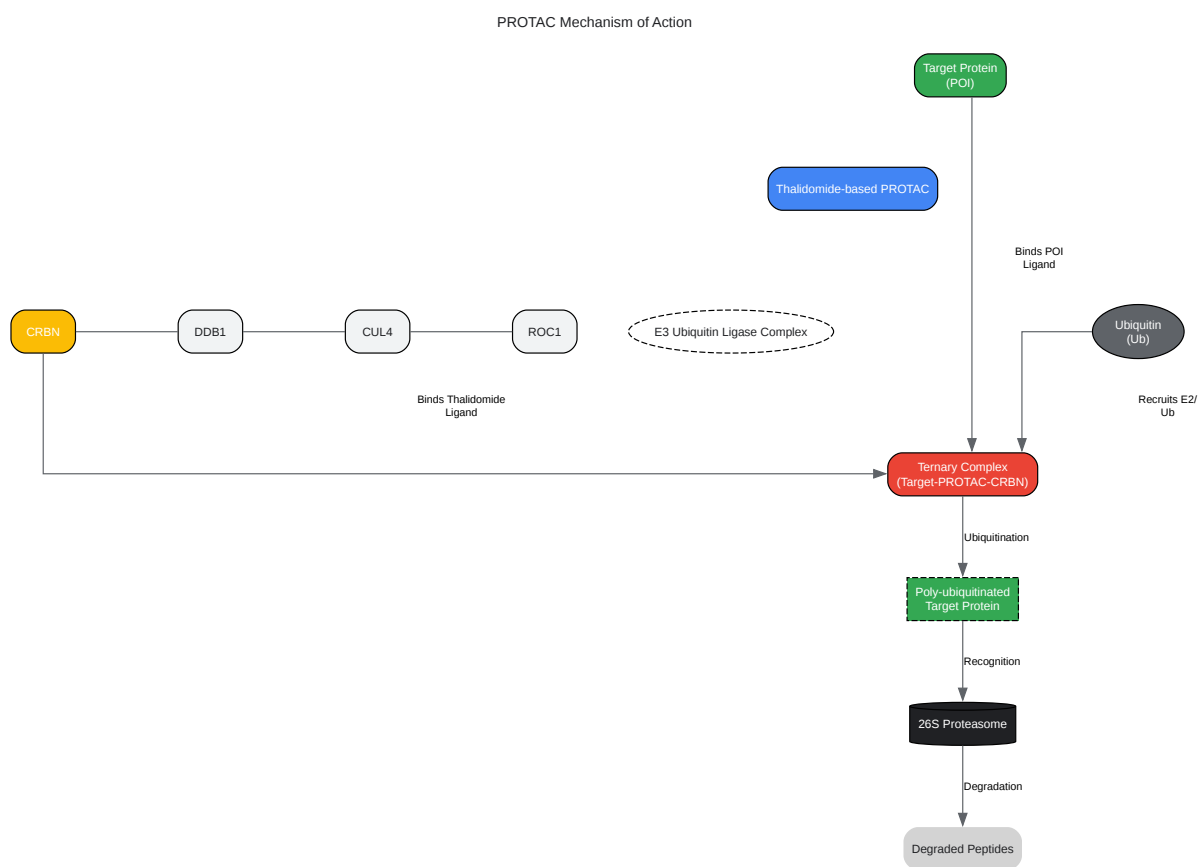 PROTAC Mechanism of Action
Target Protein
(POI)
Thalidomide-based PROTAC
Binds POI
Ligand
CRBN
DDB1
CUL4
ROC1
E3 Ubiquitin Ligase Complex
Ubiquitin
(Ub)
Binds Thalidomide
Ligand
Recruits E2/
Ub
Ternary Complex
(Target-PROTAC-CRBN)
Ubiquitination
Poly-ubiquitinated
Target Protein
Recognition
26S Proteasome
Degradation
Degraded Peptides